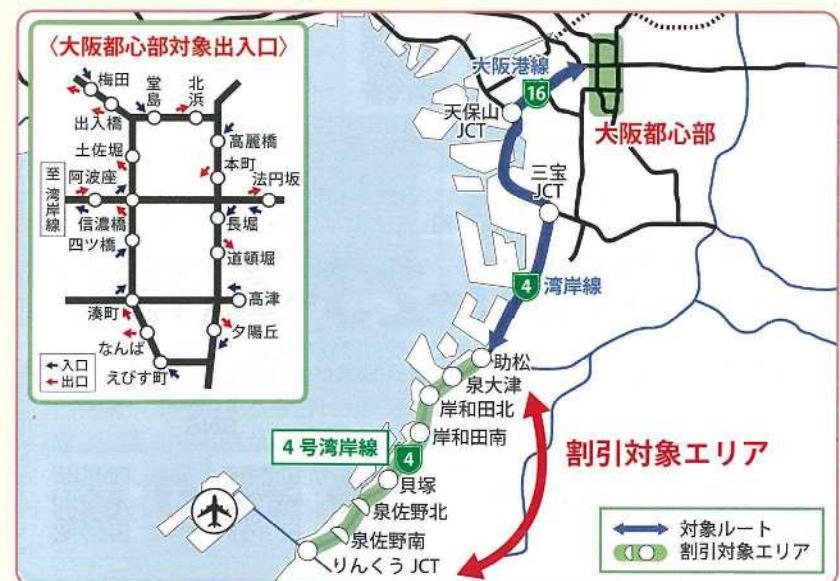 〈大阪都心部対象出入口〉
梅田
堂島
北浜
出入橋
高麗橋
土佐堀
本町
阿波座
法円坂
至湾岸線
信濃橋
長堀
四ツ橋
道頓堀
湊町
高津
なんば
夕陽丘
えびす町
入口
出口
大阪港線
16
天保山
JCT
大阪都心部
三宝
JCT
4
湾岸線
助松
泉大津
岸和田北
岸和田南
4号湾岸線
4
貝塚
泉佐野北
泉佐野南
りんくうJCT
割引対象エリア
対象ルート
割引対象エリア